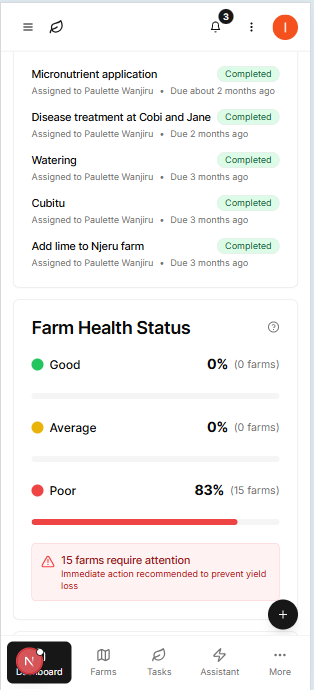 3
I
Micronutrient application Completed
Assigned to Paulette Wanjiru • Due about 2 months ago
Disease treatment at Cobi and Jane Completed
Assigned to Paulette Wanjiru • Due 2 months ago
Watering Completed
Assigned to Paulette Wanjiru • Due 3 months ago
Cubitu Completed
Assigned to Paulette Wanjiru • Due 3 months ago
Add lime to Njeru farm Completed
Assigned to Paulette Wanjiru • Due 3 months ago
Farm Health Status
Good 0% (0 farms)
Average 0% (0 farms)
Poor 83% (15 farms)
15 farms require attention
Immediate action recommended to prevent yield
loss
N
Dashboard Farms Tasks Assistant More